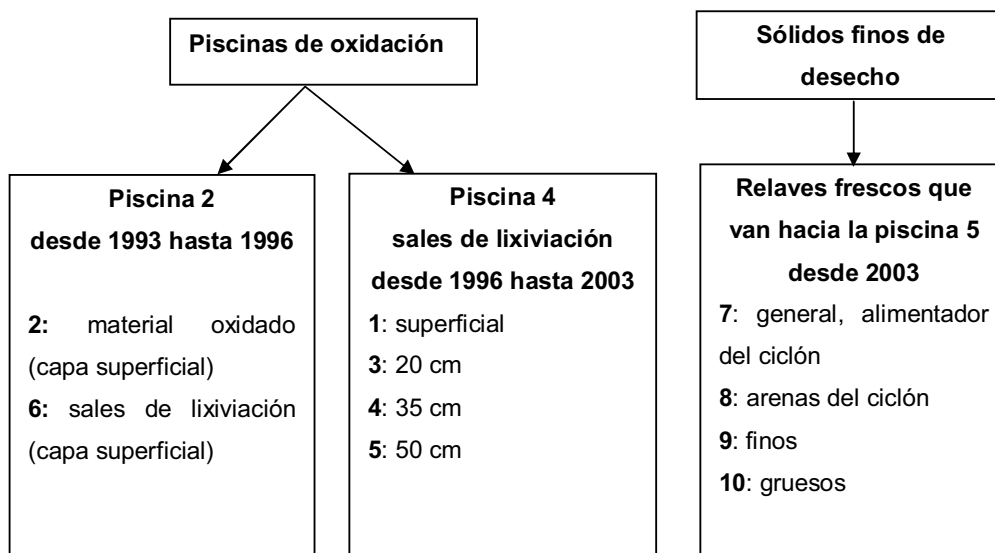 Piscinas de oxidación
Sólidos finos de
desecho
Piscina 2
desde 1993 hasta 1996
2: material oxidado
(capa superficial)
6: sales de lixiviación
(capa superficial)
Piscina 4
sales de lixiviación
desde 1996 hasta 2003
1: superficial
3: 20 cm
4: 35 cm
5: 50 cm
Relaves frescos que
van hacia la piscina 5
desde 2003
7: general, alimentador
del ciclón
8: arenas del ciclón
9: finos
10: gruesos